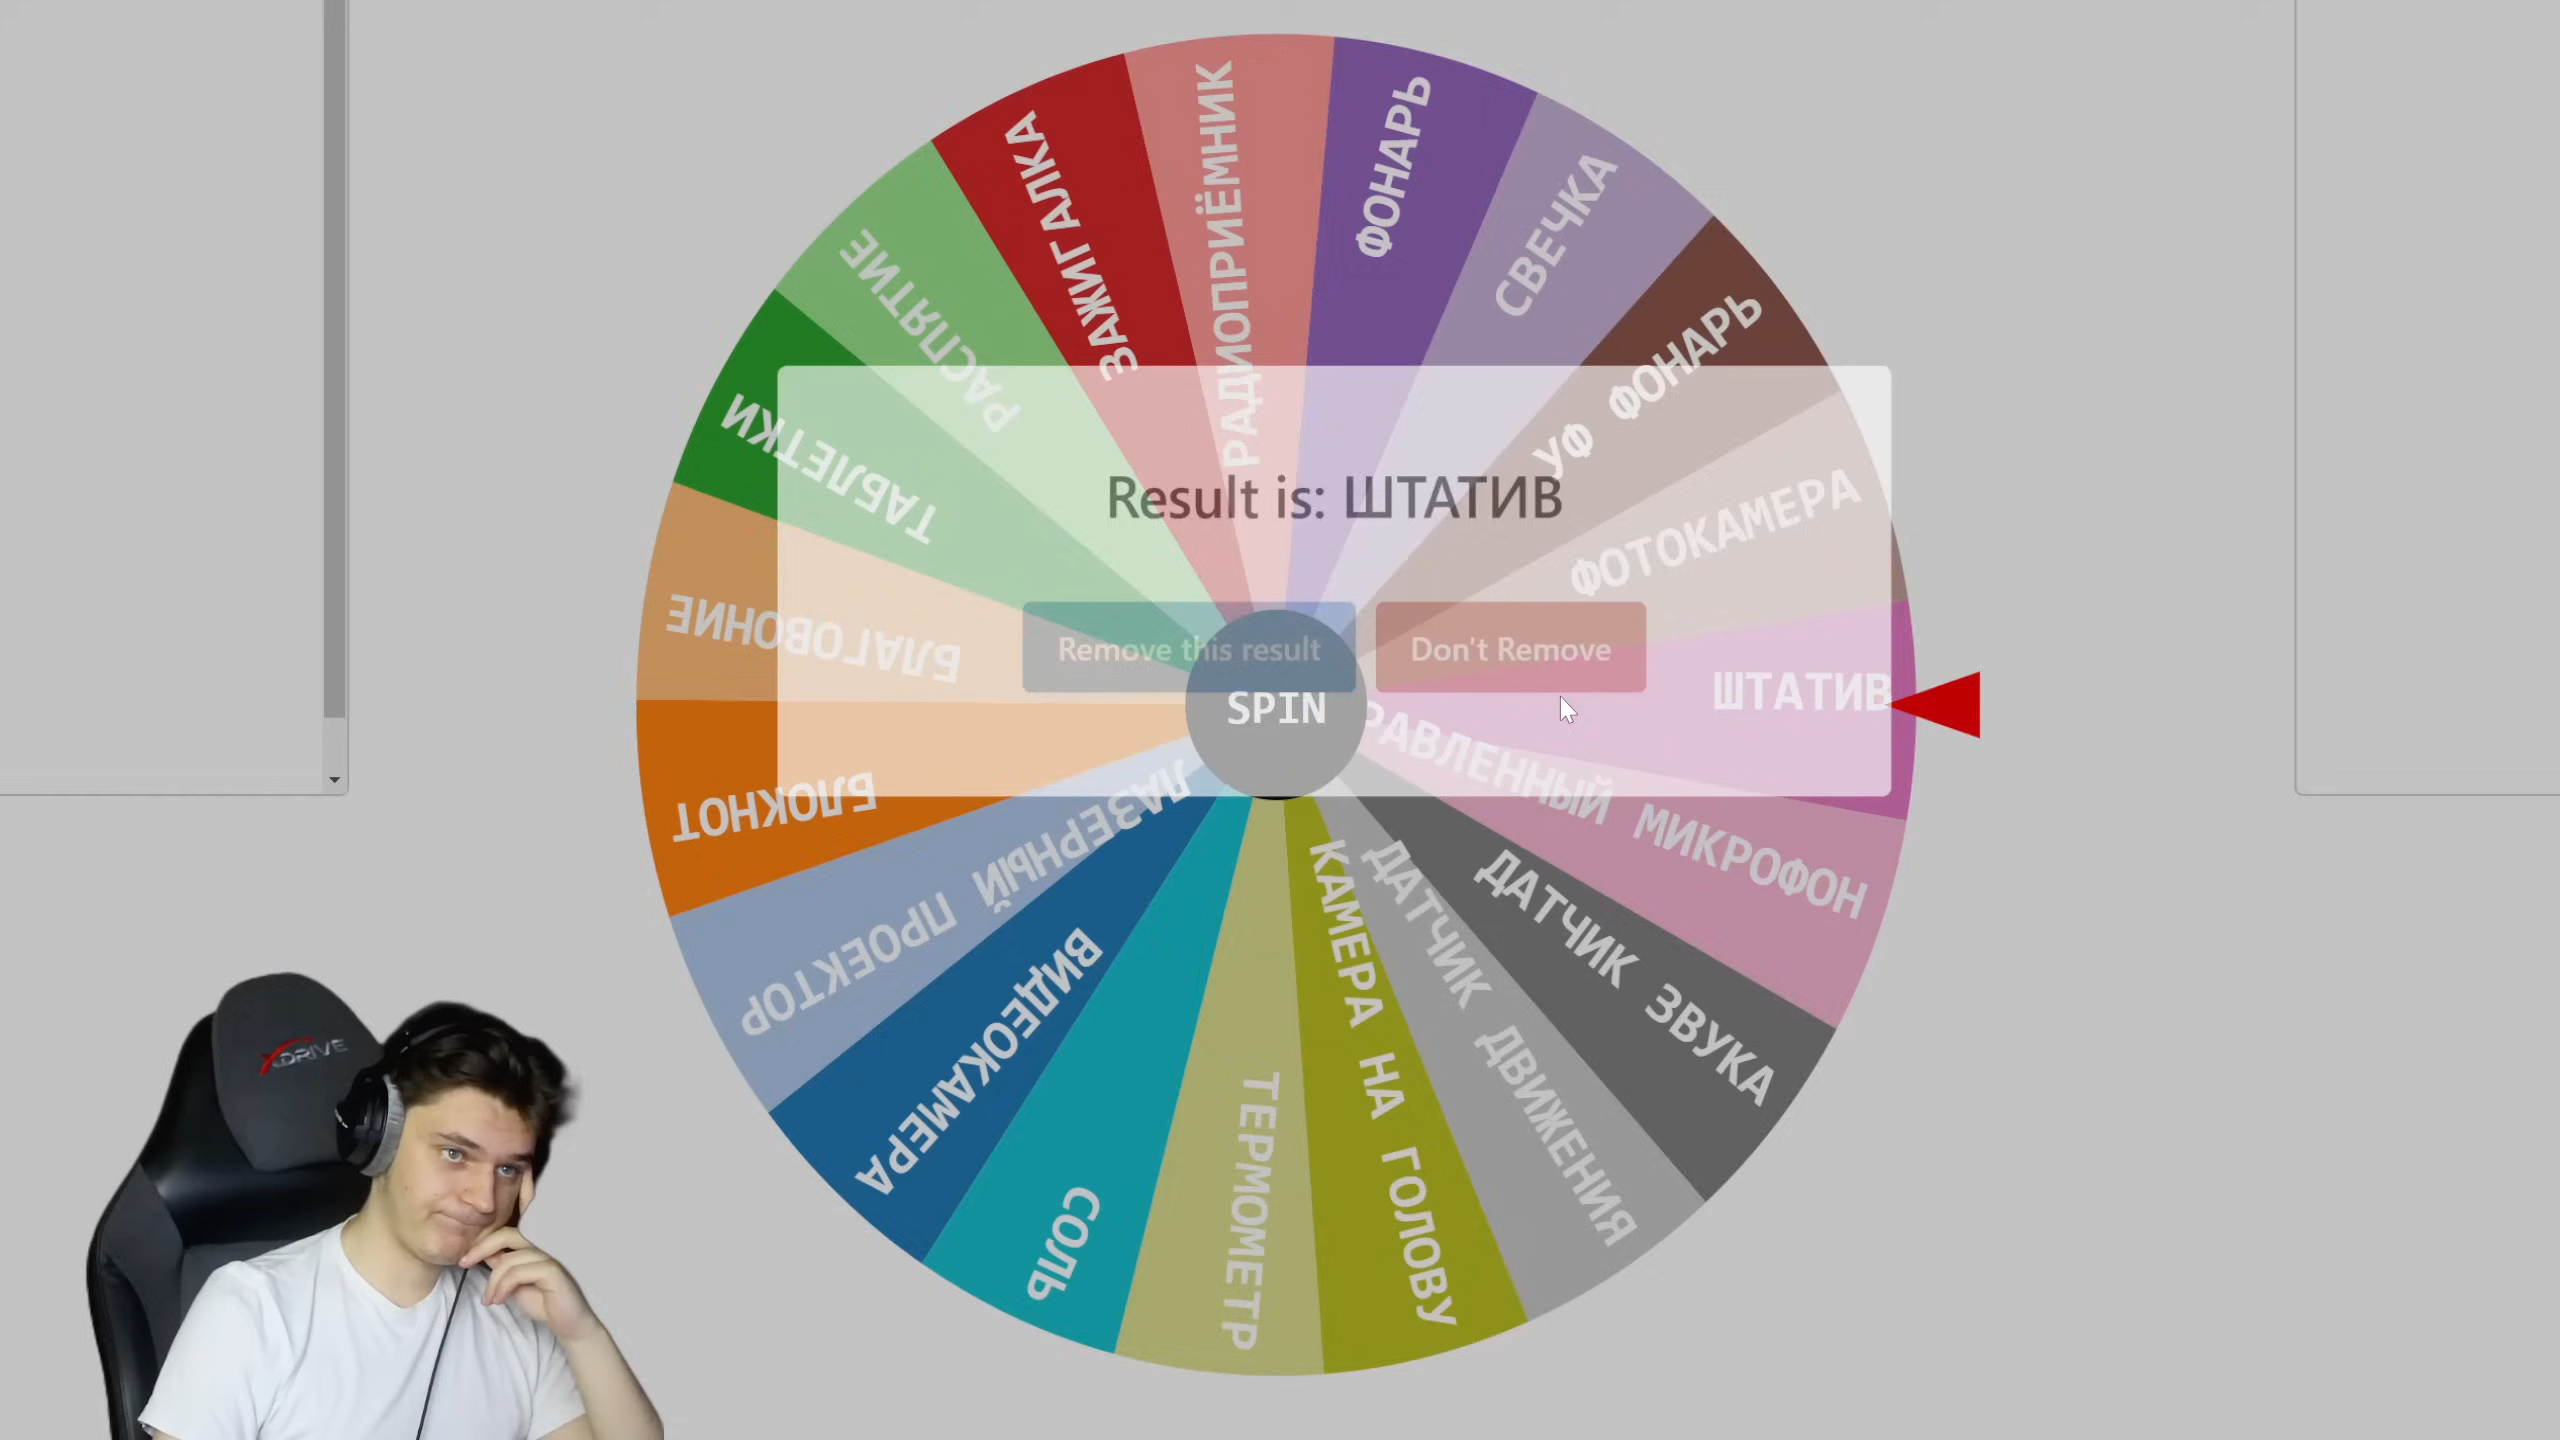 РАДИОПРИЁМНИК
ФОНАРЬ
СВЕЧКА
УФ ФОНАРЬ
ФОТОКАМЕРА
ШТАТИВ
РАВЛЕННЫЙ МИКРОФОН
ДАТЧИК ЗВУКА
ДАТЧИК ДВИЖЕНИЯ
КАМЕРА НА ГОЛОВУ
ТЕРМОМЕТР
СОЛЬ
ВИДЕОКАМЕРА
ЛАЗЕРНЫЙ ПРОЕКТОР
БЛОКНОТ
БЛАГОВОНИЕ
ТАБЛЕТКИ
РАСПЯТИЕ
ЗАЖИГАЛКА
Result is: ШТАТИВ
Remove this result
Don't Remove
SPIN
XDRIVE